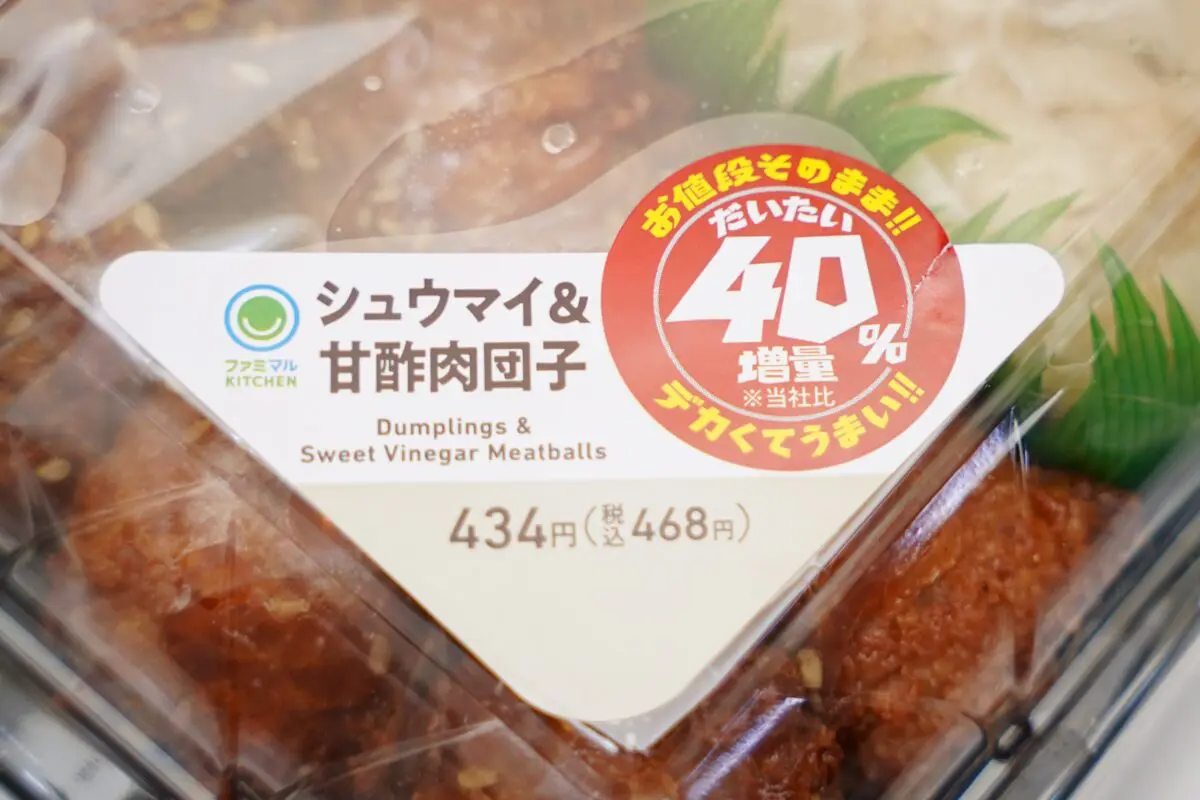 お値段そのまま!!
だいたい
40%
増量
※当社比
デカくてうまい!!
ファミマル
KITCHEN
シュウマイ&
甘酢肉団子
Dumplings &
Sweet Vinegar Meatballs
434円(税込468円)